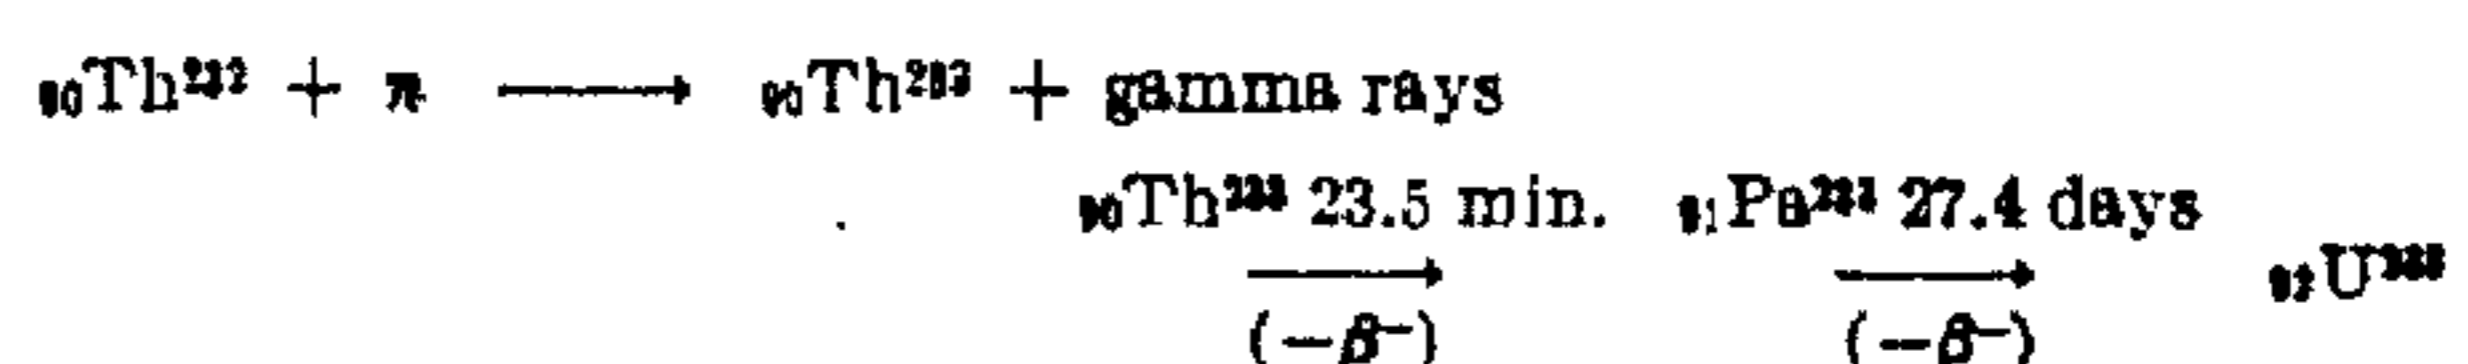 ₉₀Th²³² + n ⟶ ₉₀Th²³³ + gamma rays
₉₀Th²³³ 23.5 min. ₉₁Pa²³³ 27.4 days
⟶ ⟶ ₉₂U²³³
(−β⁻) (−β⁻)